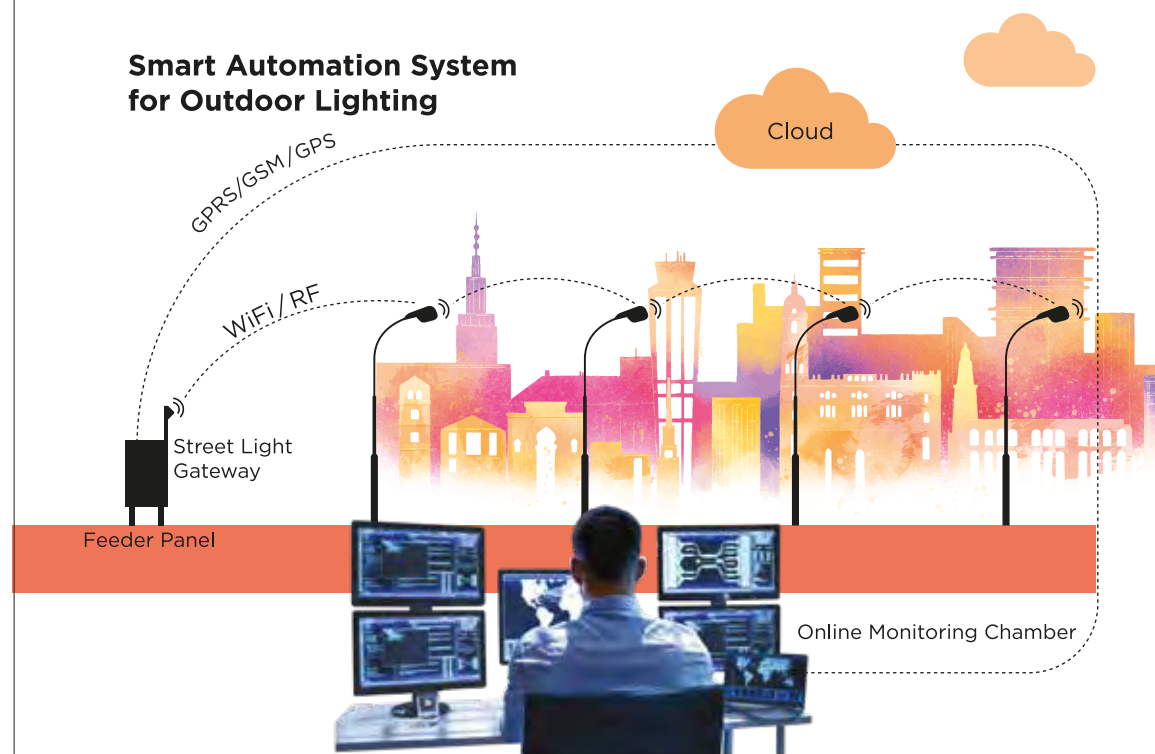 Smart Automation System
for Outdoor Lighting
Cloud
GPRS/GSM/GPS
WiFi/RF
Street Light
Gateway
Feeder Panel
Online Monitoring Chamber